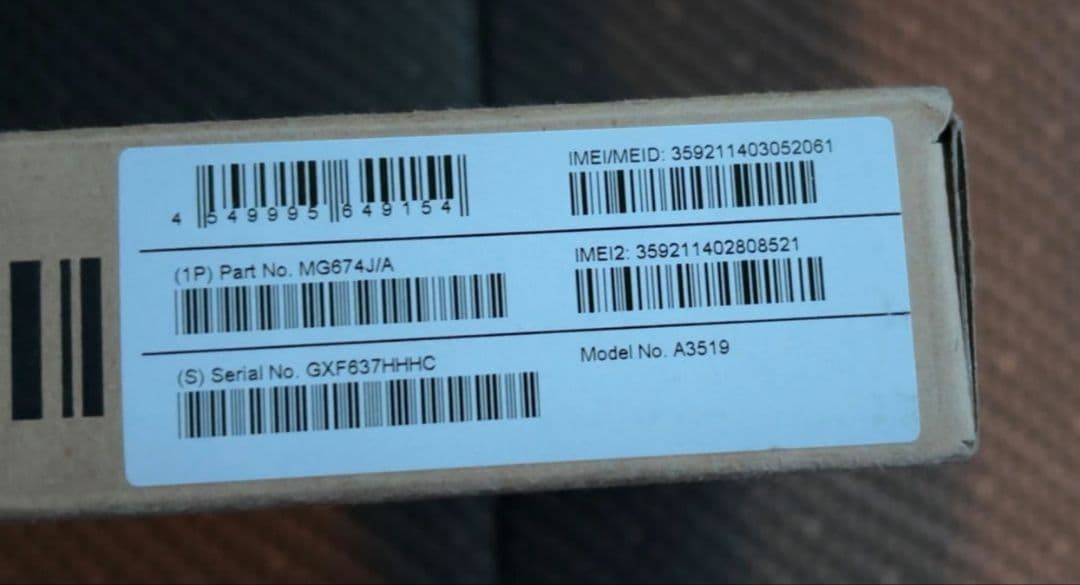 4 549995 649154
IMEI/MEID: 359211403052061
(1P) Part No. MG674J/A
IMEI2: 359211402808521
(S) Serial No. GXF637HHHC
Model No. A3519